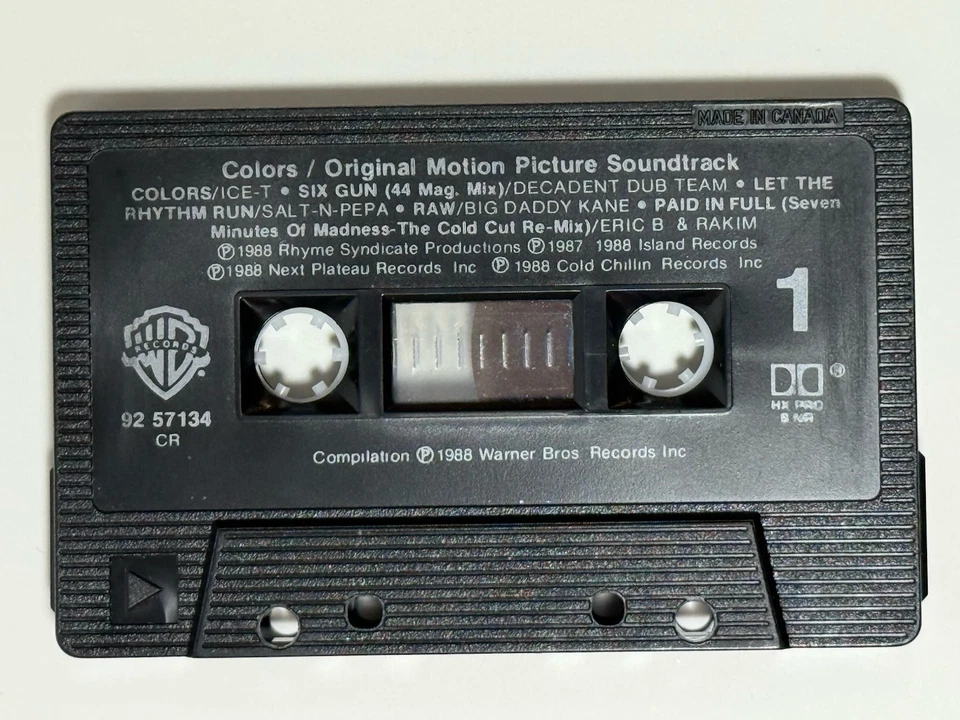 MADE IN CANADA
Colors / Original Motion Picture Soundtrack
COLORS/ICE-T • SIX GUN (44 Mag. Mix)/DECADENT DUB TEAM • LET THE
RHYTHM RUN/SALT-N-PEPA • RAW/BIG DADDY KANE • PAID IN FULL (Seven
Minutes Of Madness-The Cold Cut Re-Mix)/ERIC B & RAKIM
℗1988 Rhyme Syndicate Productions ℗1987 1988 Island Records
℗1988 Next Plateau Records Inc ℗1988 Cold Chillin Records Inc
1
RECORDS
92 57134
CR
®
HX PRO
B NR
Compilation ℗1988 Warner Bros Records Inc